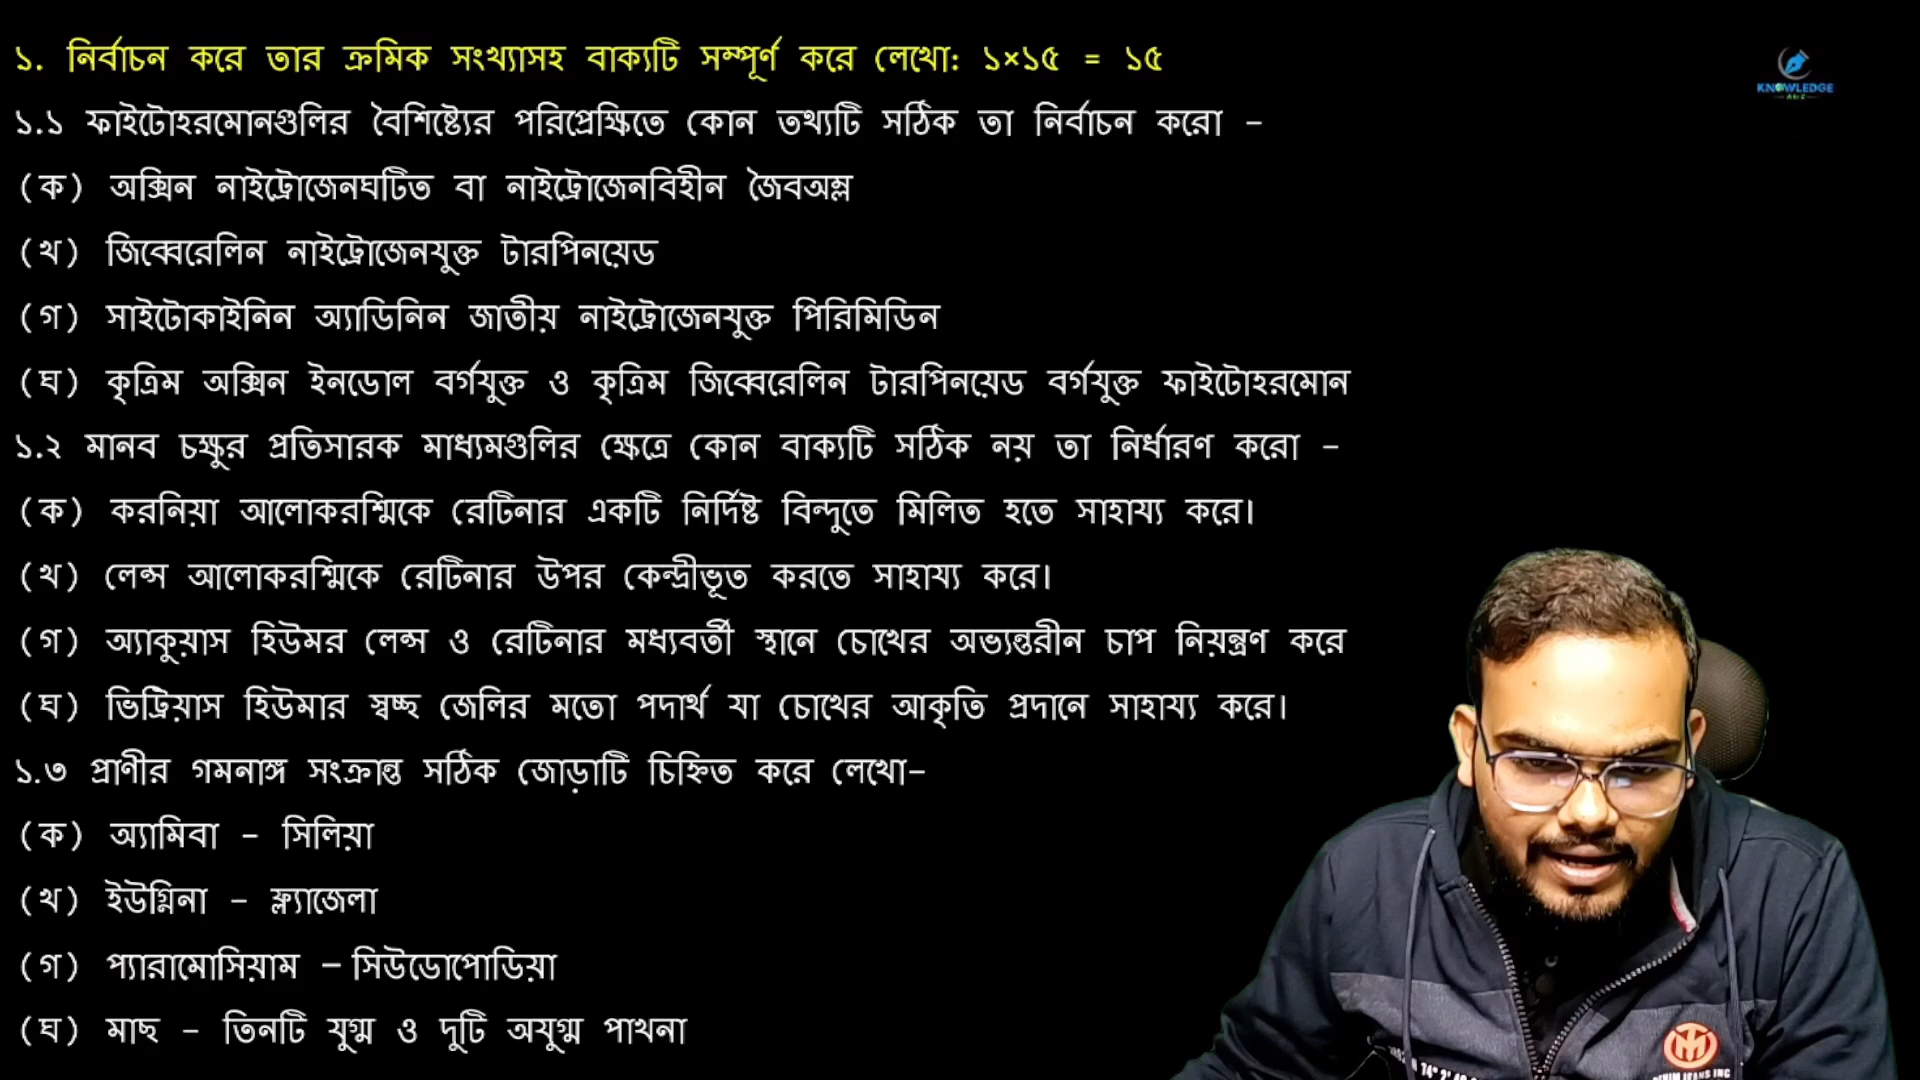 ১. নির্বাচন করে তার ক্রমিক সংখ্যাসহ বাক্যটি সম্পূর্ণ করে লেখো: ১×১৫ = ১৫
KNOWLEDGE
১.১ ফাইটোহরমোনগুলির বৈশিষ্ট্যের পরিপ্রেক্ষিতে কোন তথ্যটি সঠিক তা নির্বাচন করো –
(ক) অক্সিন নাইট্রোজেনঘটিত বা নাইট্রোজেনবিহীন জৈবঅম্ল
(খ) জিব্বেরেলিন নাইট্রোজেনযুক্ত টারপিনয়েড
(গ) সাইটোকাইনিন অ্যাডিনিন জাতীয় নাইট্রোজেনযুক্ত পিরিমিডিন
(ঘ) কৃত্রিম অক্সিন ইনডোল বর্গযুক্ত ও কৃত্রিম জিব্বেরেলিন টারপিনয়েড বর্গযুক্ত ফাইটোহরমোন
১.২ মানব চক্ষুর প্রতিসারক মাধ্যমগুলির ক্ষেত্রে কোন বাক্যটি সঠিক নয় তা নির্ধারণ করো –
(ক) করনিয়া আলোকরশ্মিকে রেটিনার একটি নির্দিষ্ট বিন্দুতে মিলিত হতে সাহায্য করে।
(খ) লেন্স আলোকরশ্মিকে রেটিনার উপর কেন্দ্রীভূত করতে সাহায্য করে।
(গ) অ্যাকুয়াস হিউমর লেন্স ও রেটিনার মধ্যবর্তী স্থানে চোখের অভ্যন্তরীন চাপ নিয়ন্ত্রণ করে
(ঘ) ভিট্রিয়াস হিউমার স্বচ্ছ জেলির মতো পদার্থ যা চোখের আকৃতি প্রদানে সাহায্য করে।
১.৩ প্রাণীর গমনাঙ্গ সংক্রান্ত সঠিক জোড়াটি চিহ্নিত করে লেখো–
(ক) অ্যামিবা – সিলিয়া
(খ) ইউগ্লিনা – ফ্ল্যাজেলা
(গ) প্যারামোসিয়াম – সিউডোপোডিয়া
(ঘ) মাছ – তিনটি যুগ্ম ও দুটি অযুগ্ম পাখনা